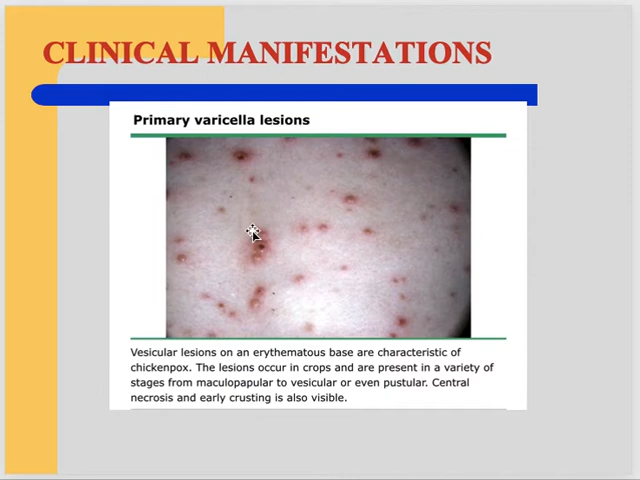 CLINICAL MANIFESTATIONS
Primary varicella lesions
Vesicular lesions on an erythematous base are characteristic of
chickenpox. The lesions occur in crops and are present in a variety of
stages from maculopapular to vesicular or even pustular. Central
necrosis and early crusting is also visible.